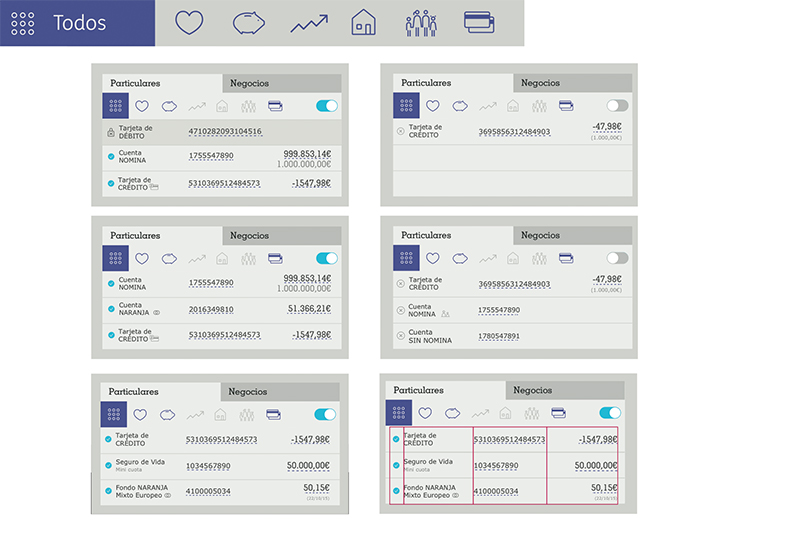 Todos
Particulares Negocios
Tarjeta de
DÉBITO 4710282093104516
Cuenta
NOMINA 1755547890 999.853,14€
1.000.000,00€
Tarjeta de
CRÉDITO 5310369512484573 -1547,98€
Particulares Negocios
Tarjeta de
CRÉDITO 3695856312484903 -47,98€
(1.000,00€)
Particulares Negocios
Cuenta
NOMINA 1755547890 999.853,14€
1.000.000,00€
Cuenta
NARANJA 2016349810 51.366,21€
Tarjeta de
CRÉDITO 5310369512484573 -1547,98€
Particulares Negocios
Tarjeta de
CRÉDITO 3695856312484903 -47,98€
(1.000,00€)
Cuenta
NOMINA 1755547890
Cuenta
SIN NOMINA 1780547891
Particulares Negocios
Tarjeta de
CRÉDITO 5310369512484573 -1547,98€
Seguro de Vida
Mini cuota 1034567890 50.000,00€
Fondo NARANJA
Mixto Europeo 4100005034 50,15€
Particulares Negocios
Tarjeta de
CRÉDITO 5310369512484573 -1547,98€
Seguro de Vida
Mini cuota 1034567890 50.000,00€
Fondo NARANJA
Mixto Europeo 4100005034 50,15€